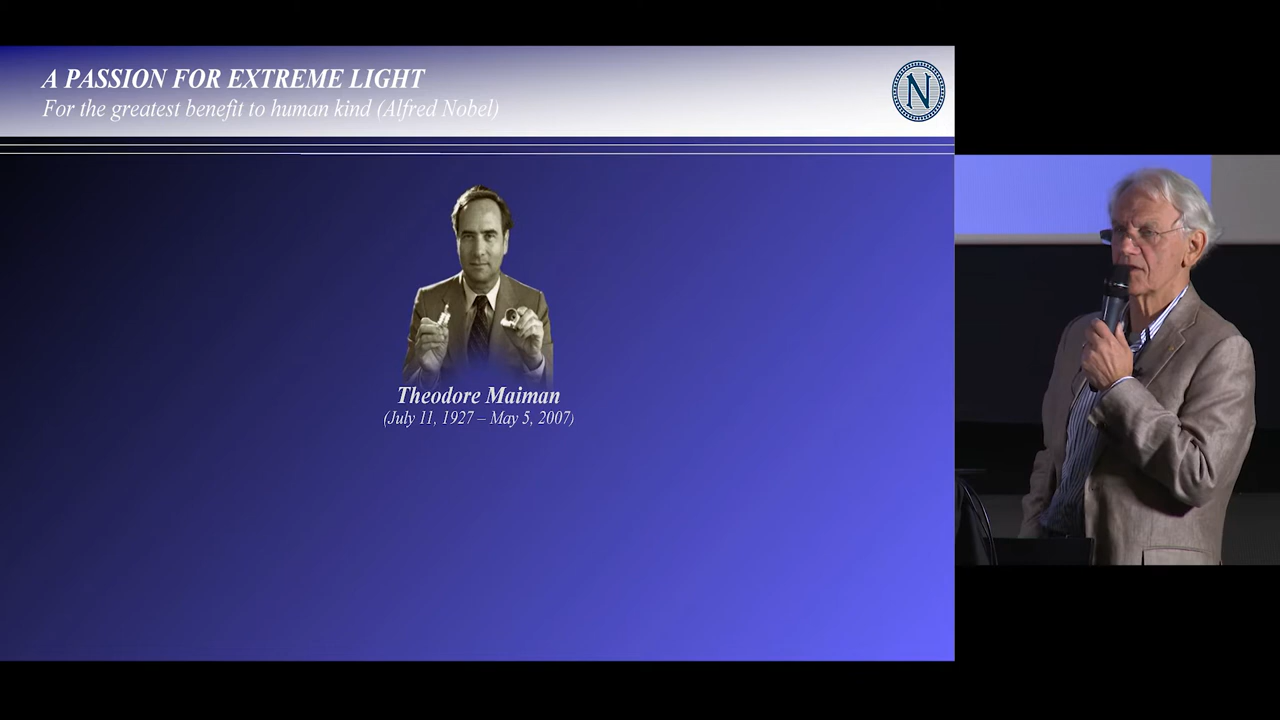 A PASSION FOR EXTREME LIGHT
For the greatest benefit to human kind (Alfred Nobel)
N
Theodore Maiman
(July 11, 1927 – May 5, 2007)